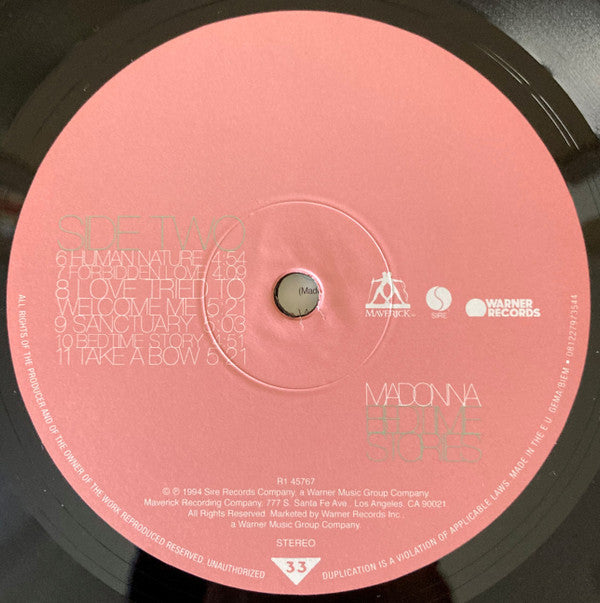 SIDE TWO
6 HUMAN NATURE 4:54
7 FORBIDDEN LOVE 4:09
8 I LOVE TRIED TO
WELCOME ME 5:21
9 SANCTUARY 5:03
10 BEDTIME STORY 4:51
11 TAKE A BOW 5:21
(Mad
MAVERICK
SIRE
WARNER
RECORDS
MADONNA
BEDTIME
STORIES
R1 45767
© ℗ 1994 Sire Records Company, a Warner Music Group Company.
Maverick Recording Company. 777 S. Santa Fe Ave., Los Angeles, CA 90021.
All Rights Reserved. Marketed by Warner Records Inc.,
a Warner Music Group Company.
STEREO
33
ALL RIGHTS OF THE PRODUCER AND OF THE OWNER OF THE WORK REPRODUCED RESERVED. UNAUTHORIZED DUPLICATION IS A VIOLATION OF APPLICABLE LAWS. MADE IN THE E.U. GEMA/BIEM • 081227973544